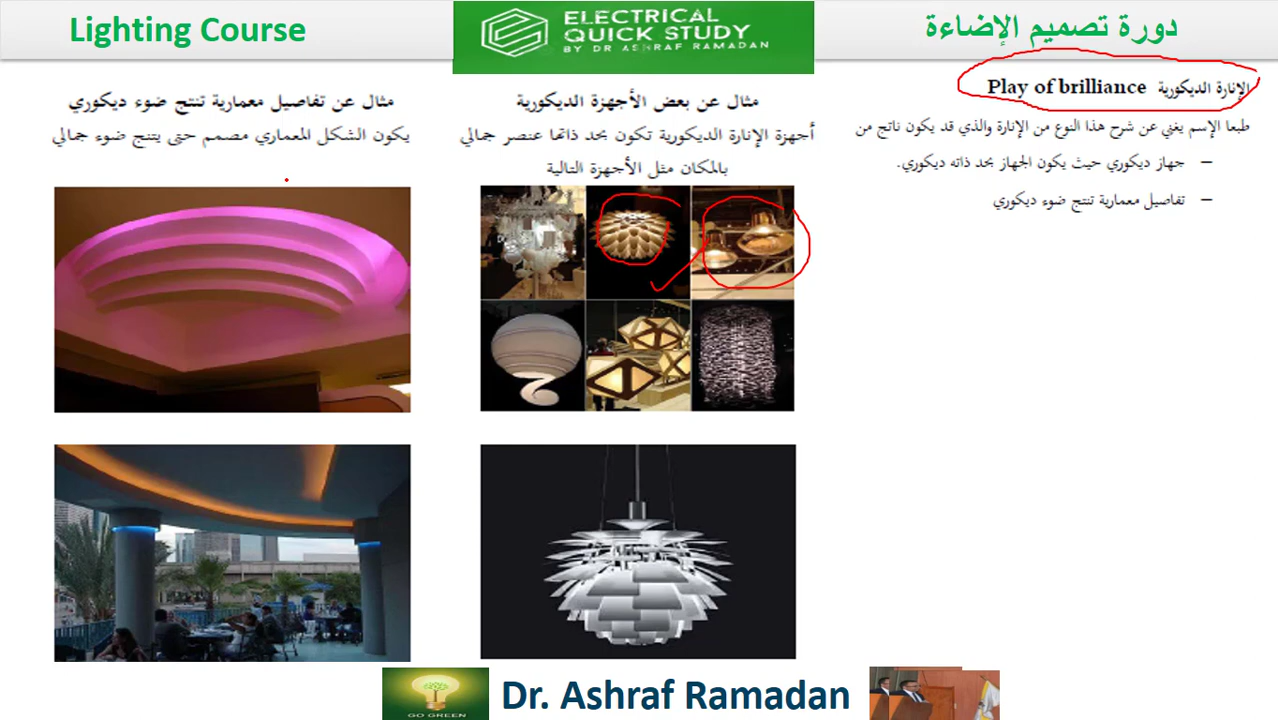 Lighting Course
ELECTRICAL
QUICK STUDY
BY DR ASHRAF RAMADAN
دورة تصميم الإضاءة
الإنارة الديكورية Play of brilliance
طبعا الإسم يغني عن شرح هذا النوع من الإنارة والذي قد يكون ناتج من
– جهاز ديكوري حيث يكون الجهاز بحد ذاته ديكوري.
– تفاصيل معمارية تنتج ضوء ديكوري
مثال عن بعض الأجهزة الديكورية
أجهزة الإنارة الديكورية تكون بحد ذاتها عنصر جمالي
بالمكان مثل الأجهزة التالية
مثال عن تفاصيل معمارية تنتج ضوء ديكوري
يكون الشكل المعماري مصمم حتى يتنج ضوء جمالي
GO GREEN
Dr. Ashraf Ramadan